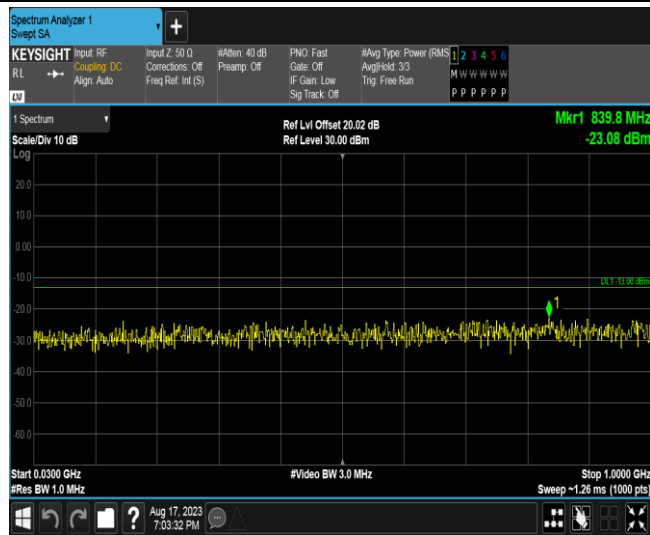 Spectrum Analyzer 1
Swept SA
+
KEYSIGHT
RL
LXI
Input: RF
Coupling: DC
Align: Auto
Input Z: 50 Ω
Corrections: Off
Freq Ref: Int (S)
#Atten: 40 dB
Preamp: Off
PNO: Fast
Gate: Off
IF Gain: Low
Sig Track: Off
#Avg Type: Power (RMS
Avg|Hold: 3/3
Trig: Free Run
1 2 3 4 5 6
M W W W W W
P P P P P P
1 Spectrum
Scale/Div 10 dB
Log
Ref Lvl Offset 20.02 dB
Ref Level 30.00 dBm
Mkr1 839.8 MHz
-23.08 dBm
20.0
10.0
0.00
-10.0
DL1 -13.00 dBm
-20.0
1
-30.0
-40.0
-50.0
-60.0
Start 0.0300 GHz
#Video BW 3.0 MHz
Stop 1.0000 GHz
#Res BW 1.0 MHz
Sweep ~1.26 ms (1000 pts)
?
Aug 17, 2023
7:03:32 PM